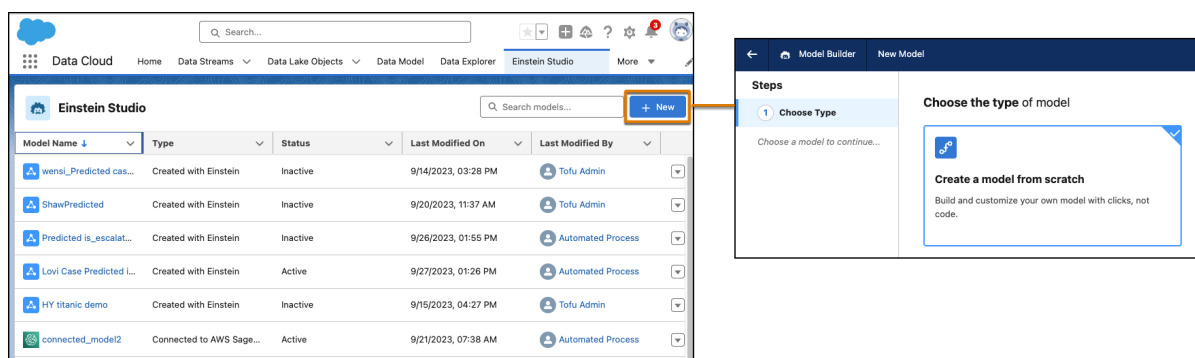 Search...
3
Data Cloud Home Data Streams Data Lake Objects Data Model Data Explorer Einstein Studio More
Einstein Studio
Search models...
+ New
Model Name ↓ Type Status Last Modified On Last Modified By
wensi_Predicted cas... Created with Einstein Inactive 9/14/2023, 03:28 PM Tofu Admin
ShawPredicted Created with Einstein Inactive 9/20/2023, 11:37 AM Tofu Admin
Predicted is_escalat... Created with Einstein Inactive 9/26/2023, 01:55 PM Automated Process
Lovi Case Predicted i... Created with Einstein Active 9/27/2023, 01:26 PM Automated Process
HY titanic demo Created with Einstein Inactive 9/15/2023, 04:27 PM Tofu Admin
connected_model2 Connected to AWS Sage... Active 9/21/2023, 07:38 AM Automated Process
Model Builder New Model
Steps
1 Choose Type
Choose a model to continue...
Choose the type of model
Create a model from scratch
Build and customize your own model with clicks, not
code.